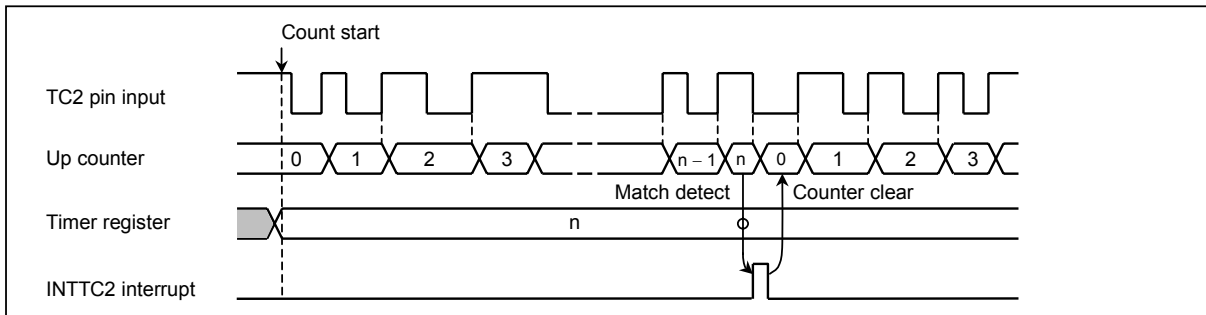 Count start
TC2 pin input
Up counter 0 1 2 3 n – 1 n 0 1 2 3
Match detect Counter clear
Timer register n
INTTC2 interrupt